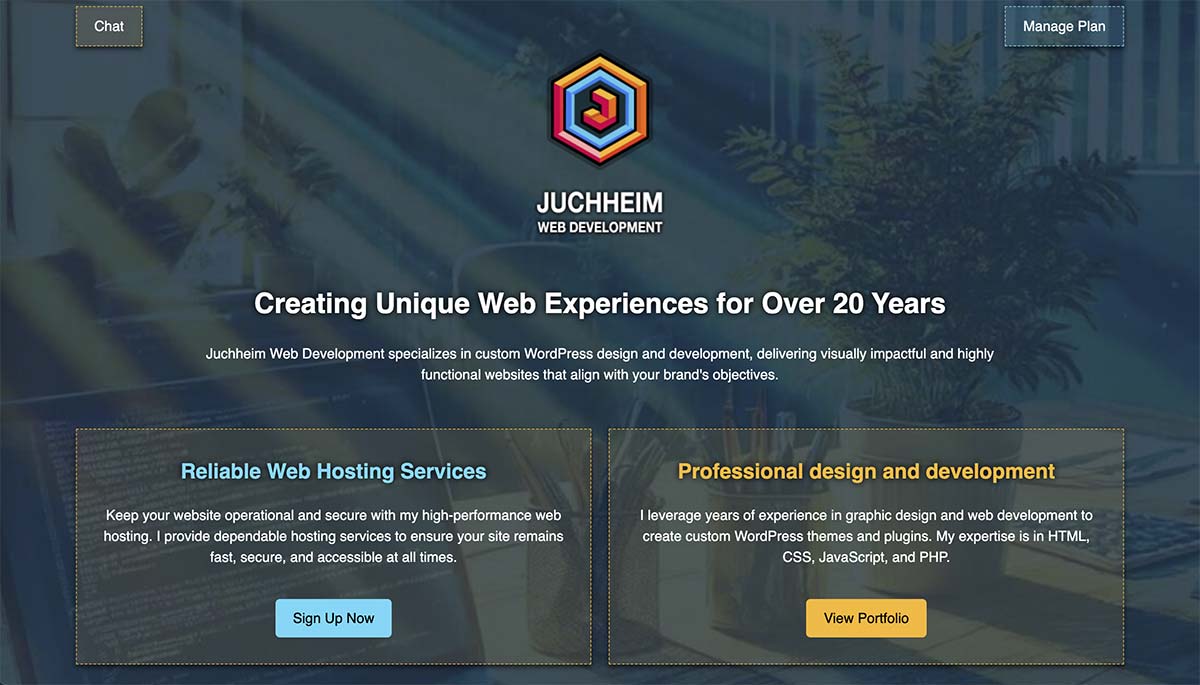 Chat
Manage Plan
JUCHHEIM
WEB DEVELOPMENT
Creating Unique Web Experiences for Over 20 Years
Juchheim Web Development specializes in custom WordPress design and development, delivering visually impactful and highly
functional websites that align with your brand's objectives.
Reliable Web Hosting Services
Keep your website operational and secure with my high-performance web
hosting. I provide dependable hosting services to ensure your site remains
fast, secure, and accessible at all times.
Sign Up Now
Professional design and development
I leverage years of experience in graphic design and web development to
create custom WordPress themes and plugins. My expertise is in HTML,
CSS, JavaScript, and PHP.
View Portfolio